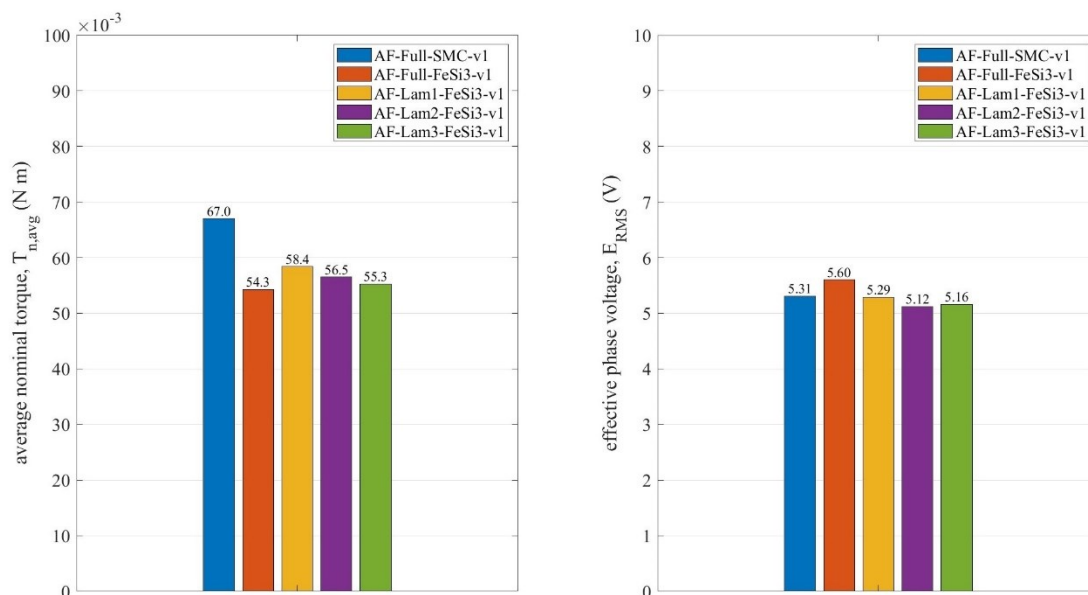 ×10⁻³
100
90
80
70
60
50
40
30
20
10
0
average nominal torque, T_n,avg (N m)
AF-Full-SMC-v1
AF-Full-FeSi3-v1
AF-Lam1-FeSi3-v1
AF-Lam2-FeSi3-v1
AF-Lam3-FeSi3-v1
67.0
54.3
58.4
56.5
55.3
10
9
8
7
6
5
4
3
2
1
0
effective phase voltage, E_RMS (V)
AF-Full-SMC-v1
AF-Full-FeSi3-v1
AF-Lam1-FeSi3-v1
AF-Lam2-FeSi3-v1
AF-Lam3-FeSi3-v1
5.31
5.60
5.29
5.12
5.16